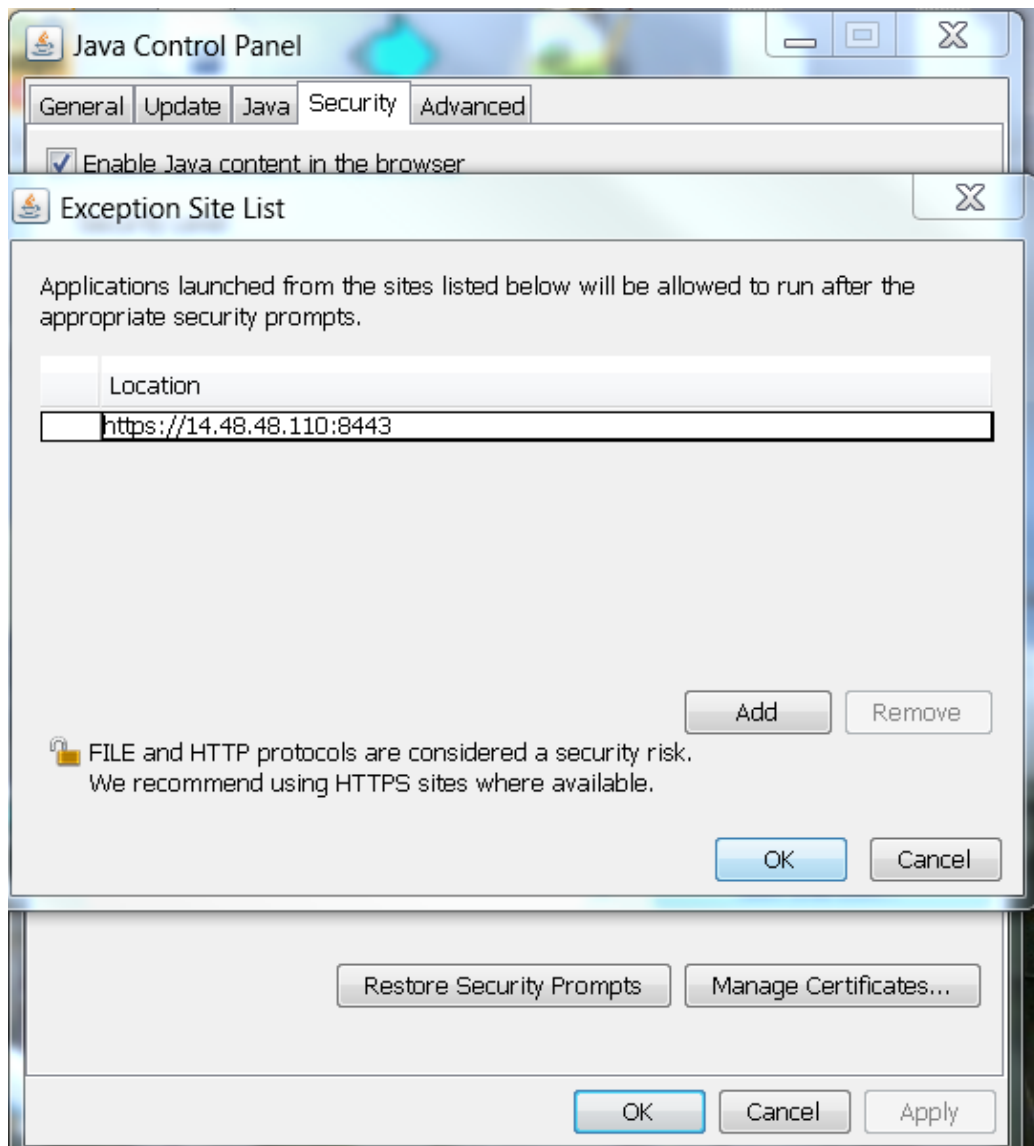 Java Control Panel
General Update Java Security Advanced
Enable Java content in the browser
Exception Site List
Applications launched from the sites listed below will be allowed to run after the
appropriate security prompts.
Location
https://14.48.48.110:8443
Add Remove
FILE and HTTP protocols are considered a security risk.
We recommend using HTTPS sites where available.
OK Cancel
Restore Security Prompts Manage Certificates...
OK Cancel Apply